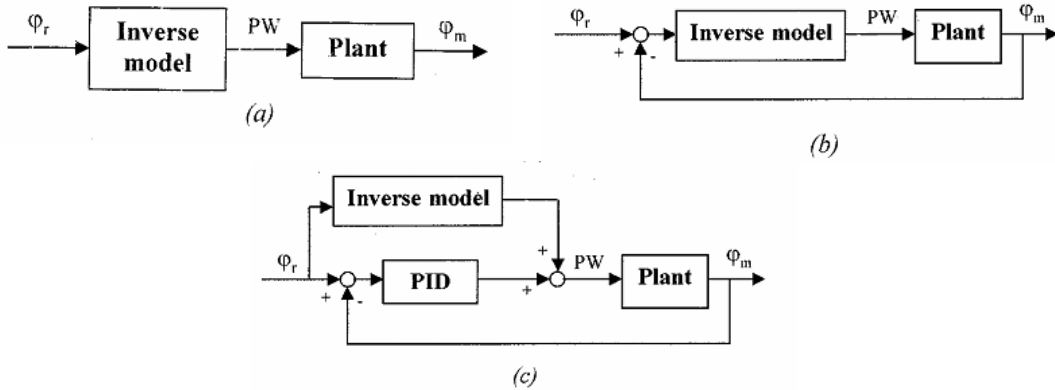 φr
Inverse
model
PW
Plant
φm
(a)
φr
+
-
Inverse model
PW
Plant
φm
(b)
Inverse model
φr
+
-
PID
+
+
PW
Plant
φm
(c)